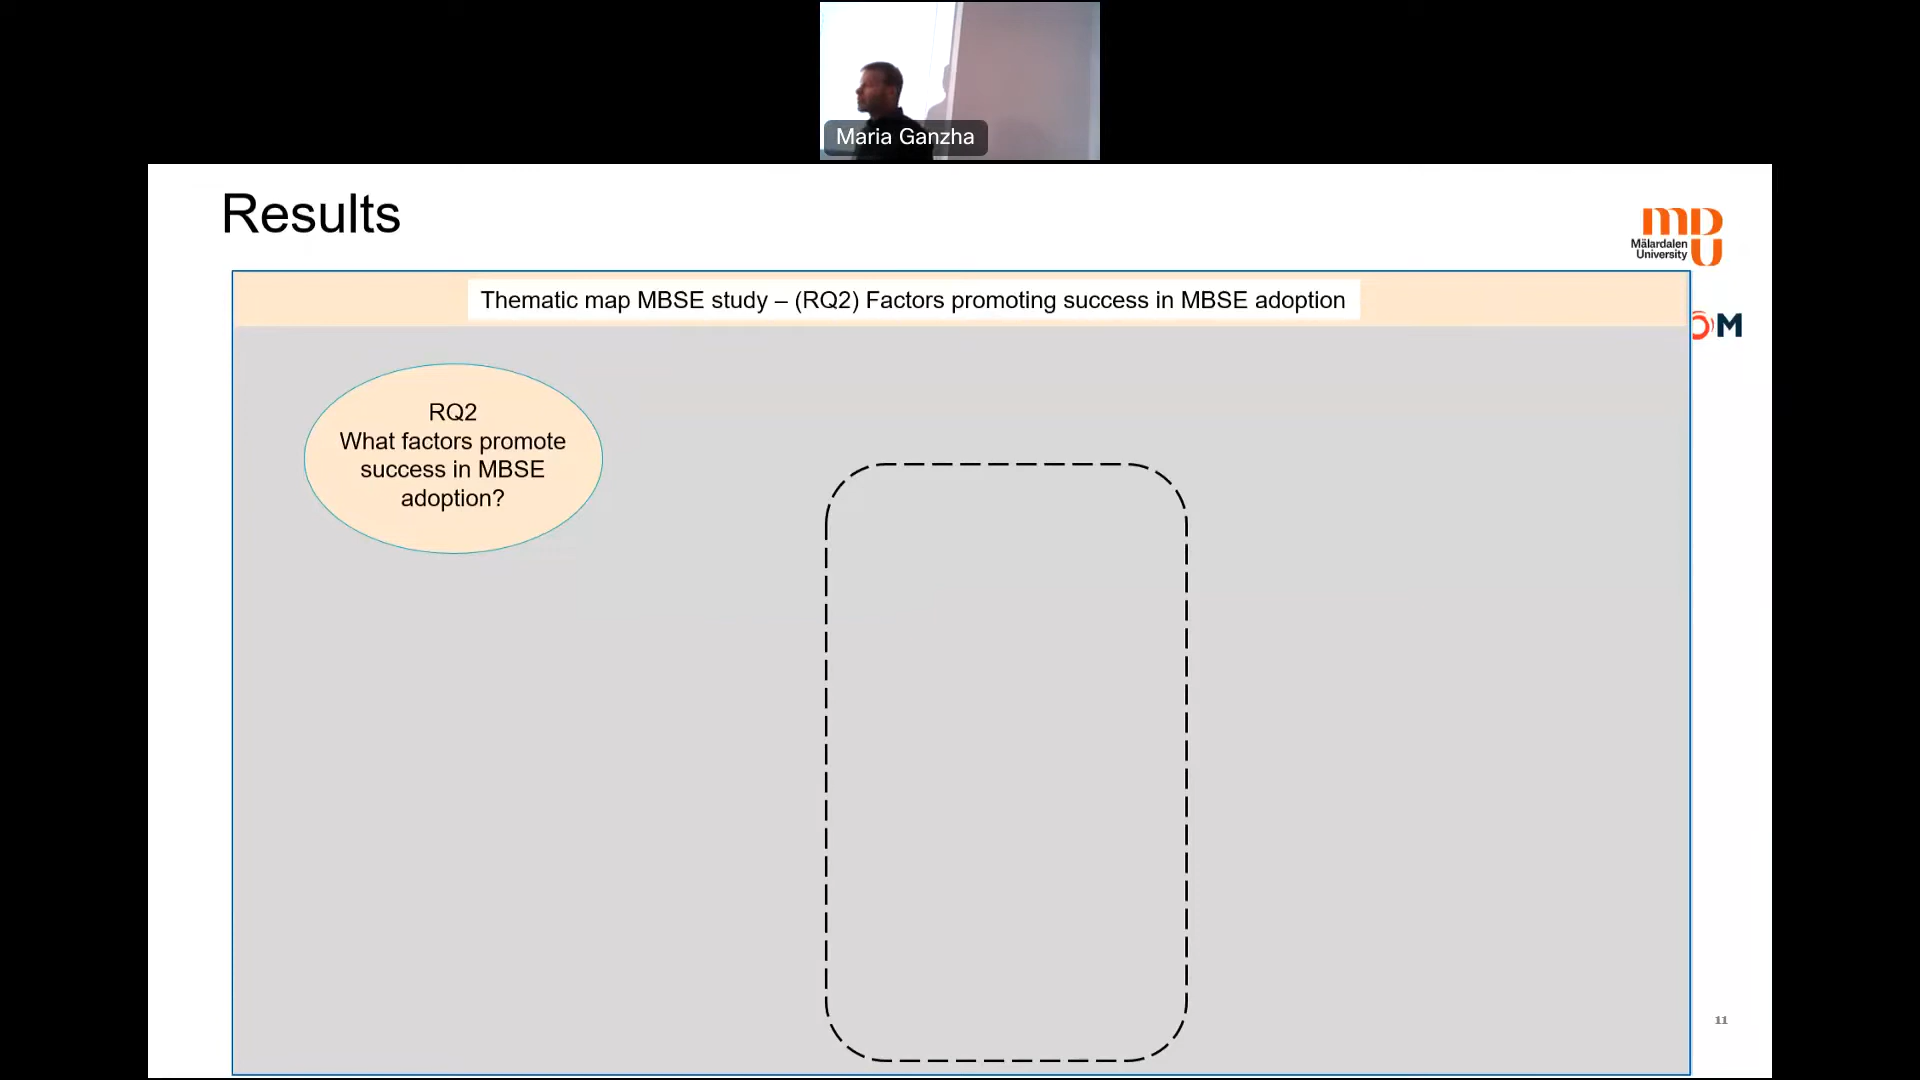 Maria Ganzha
Results
Mälardalen
University
Thematic map MBSE study – (RQ2) Factors promoting success in MBSE adoption
M
RQ2
What factors promote
success in MBSE
adoption?
11